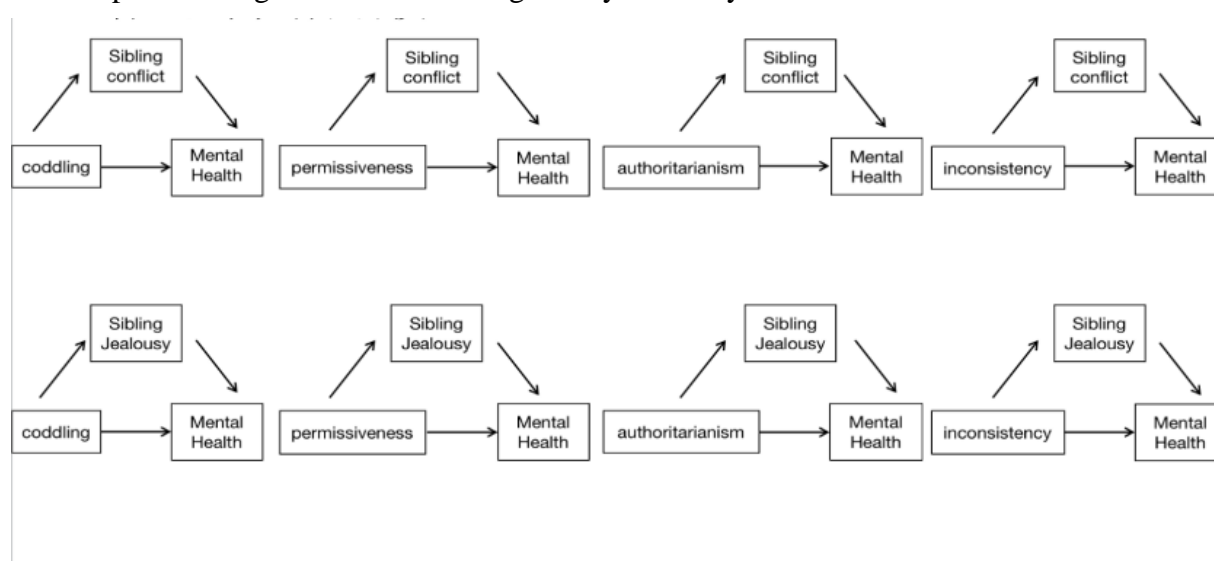 Sibling
conflict
Sibling
conflict
Sibling
conflict
Sibling
conflict
coddling
Mental
Health
permissiveness
Mental
Health
authoritarianism
Mental
Health
inconsistency
Mental
Health
Sibling
Jealousy
Sibling
Jealousy
Sibling
Jealousy
Sibling
Jealousy
coddling
Mental
Health
permissiveness
Mental
Health
authoritarianism
Mental
Health
inconsistency
Mental
Health